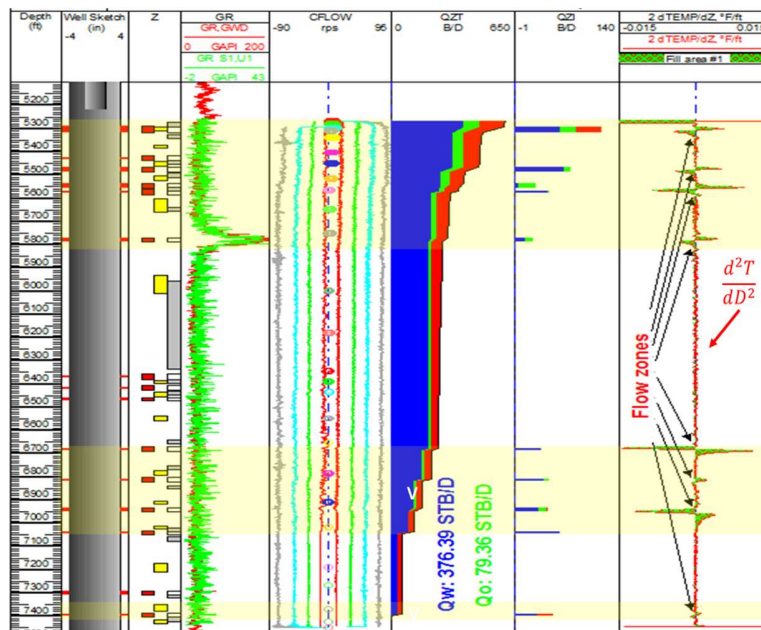 Depth
(ft)
Well Sketch
(in)
-4 4
Z
GR
GR,GWD
0 GAPI 200
GR S1,U1
-2 GAPI 43
CFLOW
-90 rps 95
QZT
0 B/D 650
QZI
-1 B/D 140
2 dTEMP/dZ, °F/ft
-0.015 0.015
2 dTEMP/dZ, °F/ft
Fill area #1
5200
5300
5400
5500
5600
5700
5800
5900
6000
6100
6200
6300
6400
6500
6600
6700
6800
6900
7000
7100
7200
7300
7400
V
Qw: 376.39 STB/D
Qo: 79.36 STB/D
Flow zones
d²T
dD²